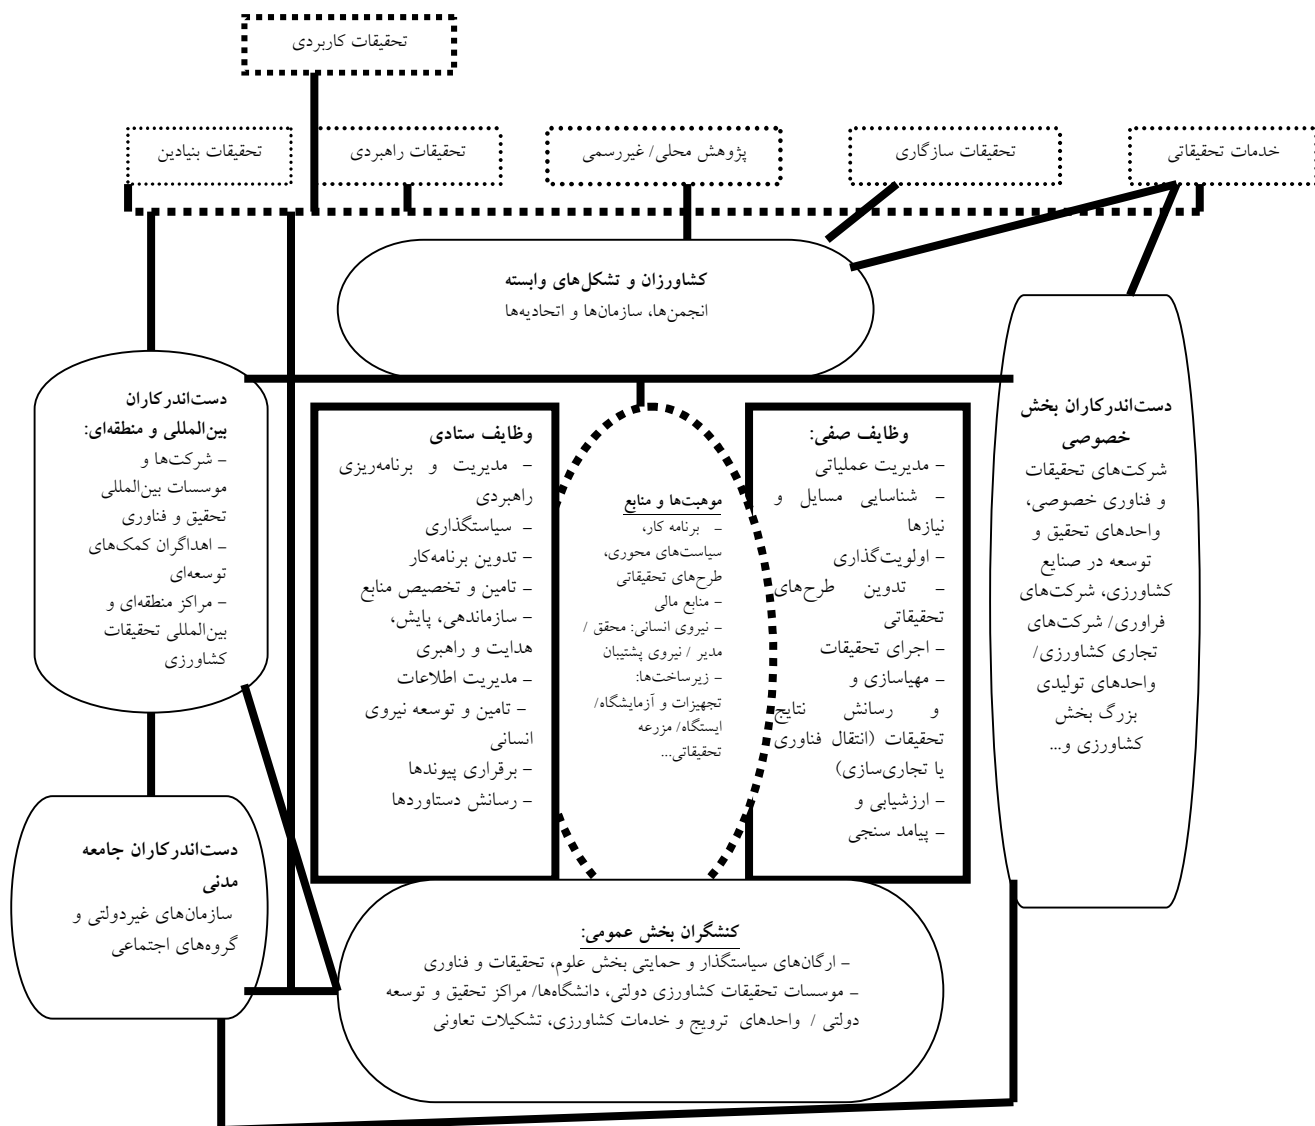 تحقیقات کاربردی
خدمات تحقیقاتی
تحقیقات سازگاری
پژوهش محلی/ غیررسمی
تحقیقات راهبردی
تحقیقات بنیادین
کشاورزان و تشکل‌های وابسته
انجمن‌ها، سازمان‌ها و اتحادیه‌ها
دست‌اندرکاران بخش
خصوصی
شرکت‌های تحقیقات
و فناوری خصوصی،
واحدهای تحقیق و
توسعه در صنایع
کشاورزی، شرکت‌های
فراوری/ شرکت‌های
تجاری کشاورزی/
واحدهای تولیدی
بزرگ بخش
کشاورزی و...
وظایف صفی:
- مدیریت عملیاتی
- شناسایی مسایل و
نیازها
- اولویت‌گذاری
- تدوین طرح‌های
تحقیقاتی
- اجرای تحقیقات
- مهیاسازی و
و رسانش نتایج
تحقیقات (انتقال فناوری
یا تجاری‌سازی)
- ارزشیابی و
- پیامد سنجی
موهبت‌ها و منابع
- برنامه کار،
سیاست‌های محوری،
طرح‌های تحقیقاتی
- منابع مالی
- نیروی انسانی: محقق /
مدیر / نیروی پشتیبان
- زیرساخت‌ها:
تجهیزات و آزمایشگاه/
ایستگاه/ مزرعه
تحقیقاتی...
وظایف ستادی
- مدیریت و برنامه‌ریزی
راهبردی
- سیاستگذاری
- تدوین برنامه‌کار
- تامین و تخصیص منابع
- سازماندهی، پایش،
هدایت و راهبری
- مدیریت اطلاعات
- تامین و توسعه نیروی
انسانی
- برقراری پیوندها
- رسانش دستاوردها
دست‌اندرکاران
بین‌المللی و منطقه‌ای:
- شرکت‌ها و
موسسات بین‌المللی
تحقیق و فناوری
- اهداگران کمک‌های
توسعه‌ای
- مراکز منطقه‌ای و
بین‌المللی تحقیقات
کشاورزی
دست‌اندرکاران جامعه
مدنی
سازمان‌های غیردولتی و
گروه‌های اجتماعی
کنشگران بخش عمومی:
- ارگان‌های سیاستگذار و حمایتی بخش علوم، تحقیقات و فناوری
- موسسات تحقیقات کشاورزی دولتی، دانشگاه‌ها/ مراکز تحقیق و توسعه
دولتی / واحدهای ترویج و خدمات کشاورزی، تشکیلات تعاونی